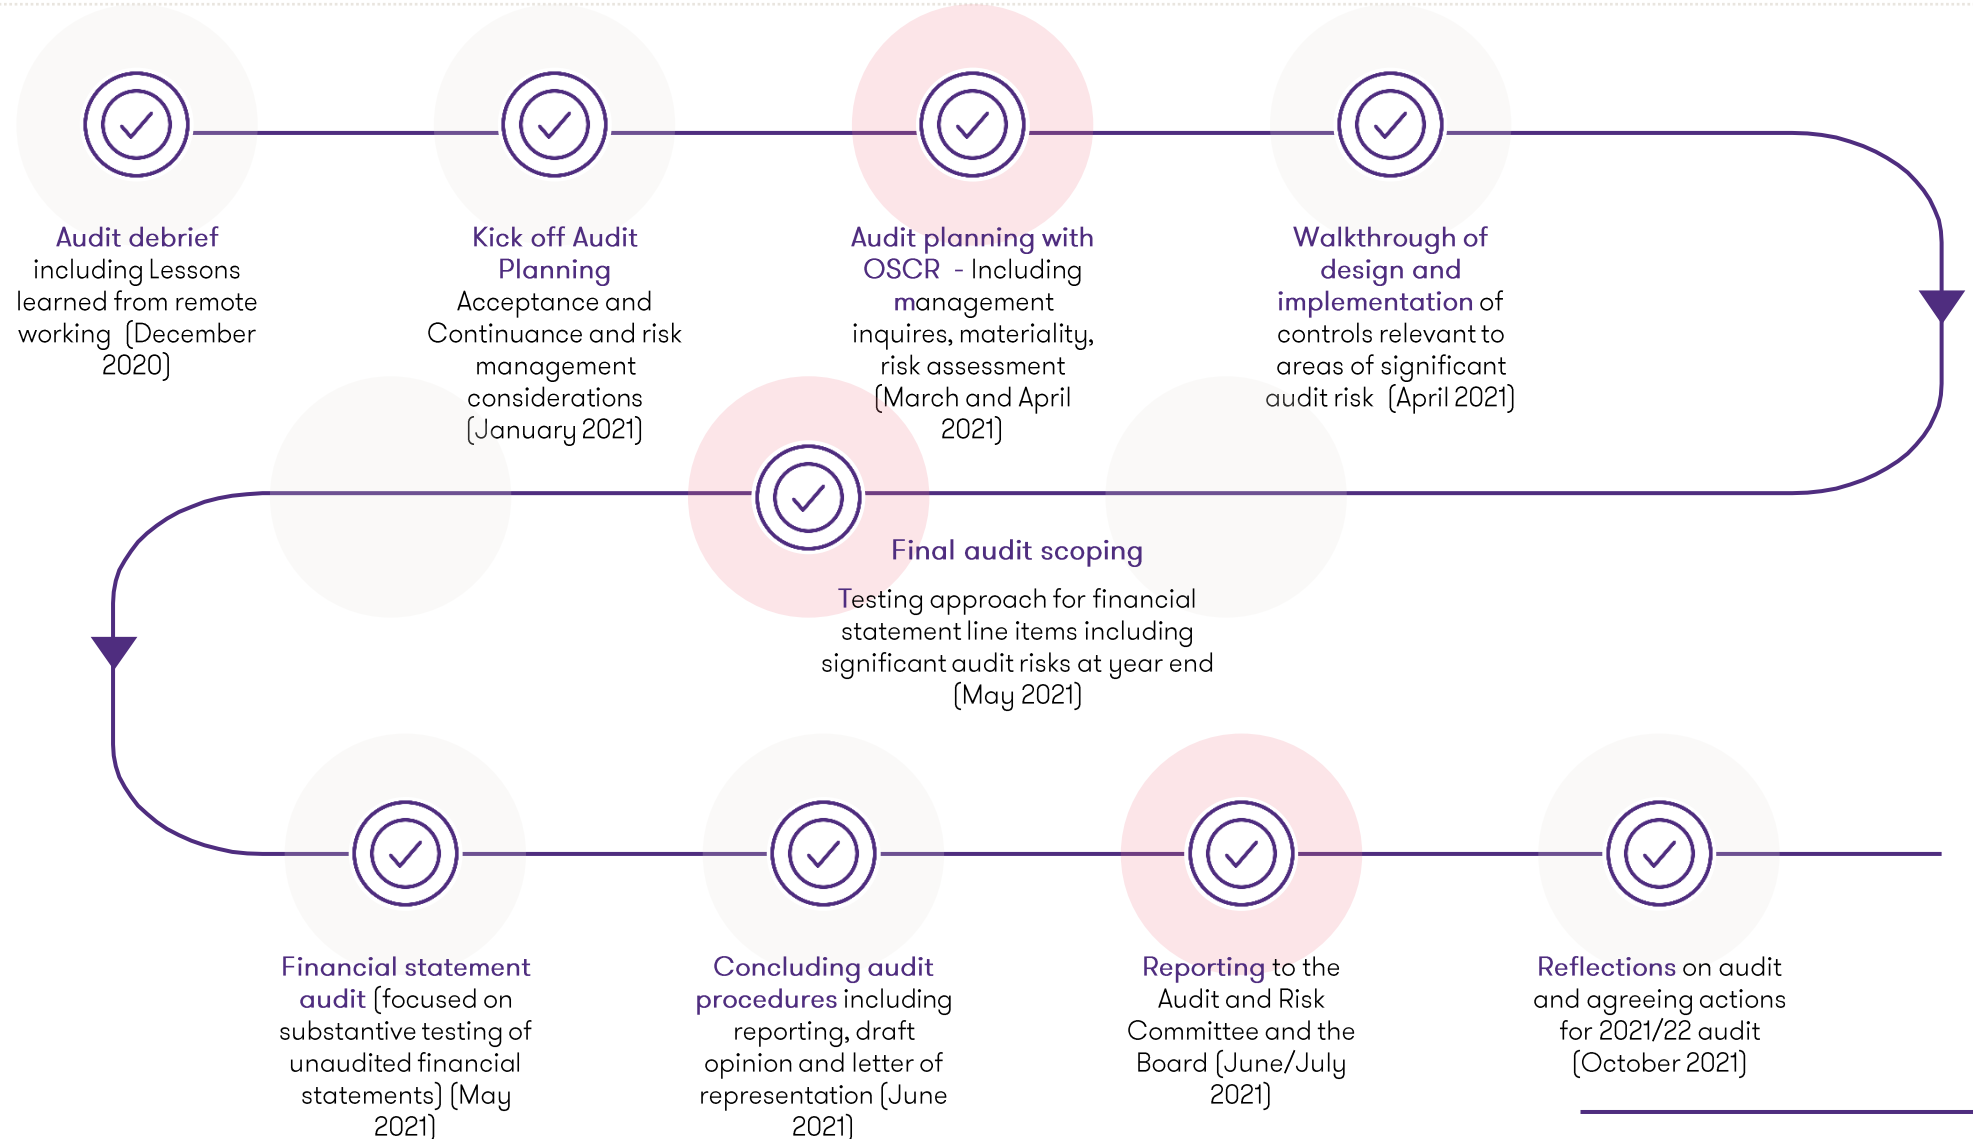 Audit debrief
including Lessons
learned from remote
working (December
2020)
Kick off Audit
Planning
Acceptance and
Continuance and risk
management
considerations
(January 2021)
Audit planning with
OSCR - Including
management
inquires, materiality,
risk assessment
(March and April
2021)
Walkthrough of
design and
implementation of
controls relevant to
areas of significant
audit risk (April 2021)
Final audit scoping
Testing approach for financial
statement line items including
significant audit risks at year end
(May 2021)
Financial statement
audit (focused on
substantive testing of
unaudited financial
statements) (May
2021)
Concluding audit
procedures including
reporting, draft
opinion and letter of
representation (June
2021)
Reporting to the
Audit and Risk
Committee and the
Board (June/July
2021)
Reflections on audit
and agreeing actions
for 2021/22 audit
(October 2021)